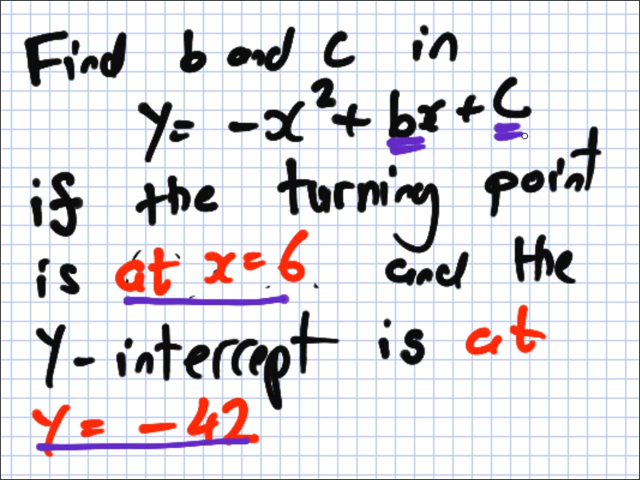 Find b and c in
y = -x² + bx + c
if the turning point
is at x = 6 and the
Y-intercept is at
y = -42